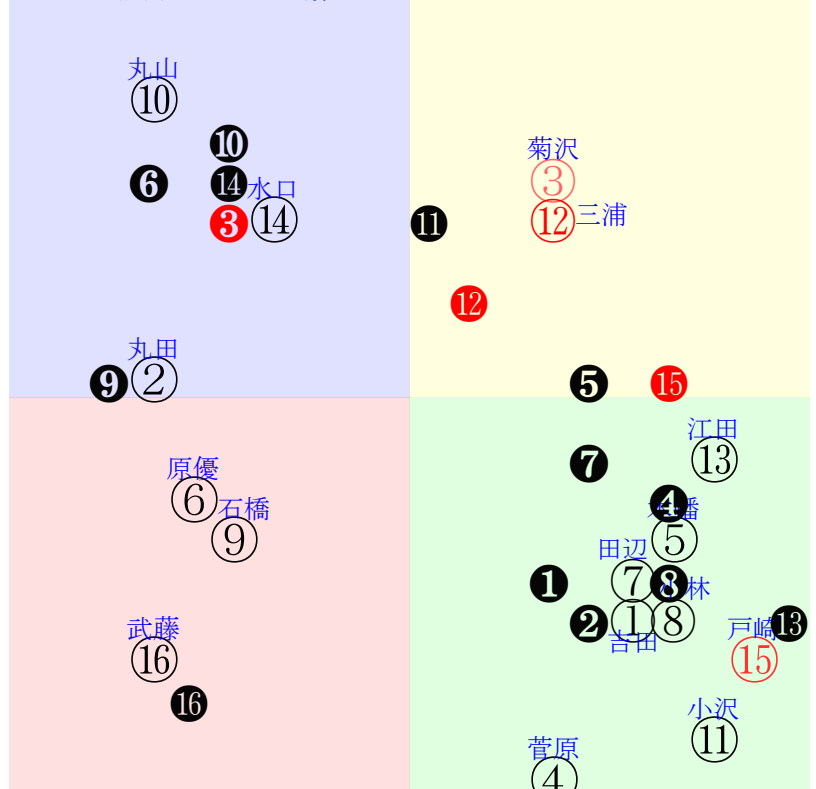 丸山
⑩
❿
菊沢
❻
⓮
水口
③
❸
⑭
⓫
⑫
三浦
⓬
丸田
❾
②
❺
⓯
江田
❼
原優
⑬
⑥
石橋
❹
⑨
⑤
田辺
❶
⑦
❽
小林
❷
①
⑧
吉田
武藤
戸崎
⓭
⑯
⑮
⓰
小沢
⑪
菅原
④